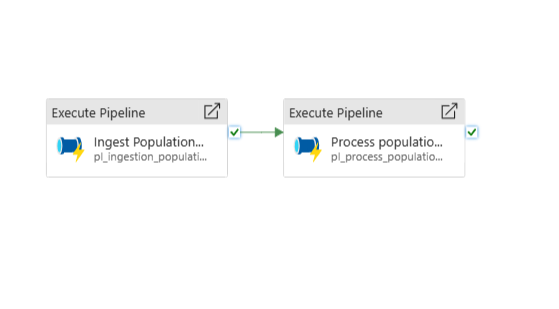 Execute Pipeline
Ingest Population...
pl_ingestion_populati...
Execute Pipeline
Process populatio...
pl_process_populatio...